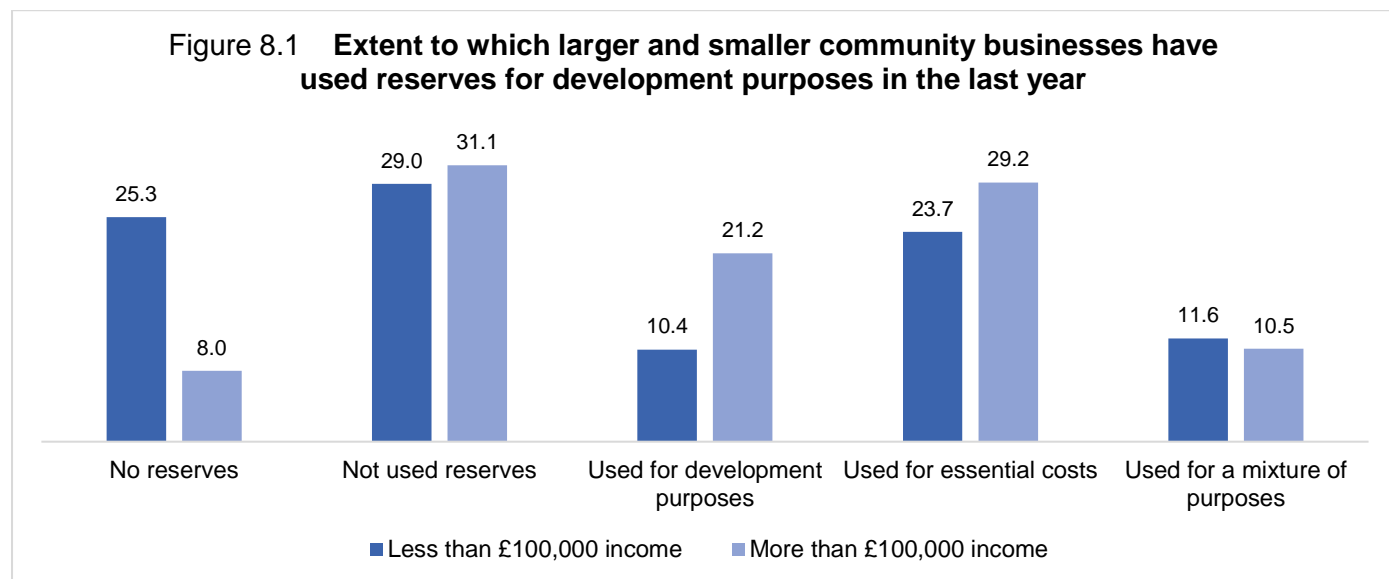 Figure 8.1 Extent to which larger and smaller community businesses have
used reserves for development purposes in the last year
25.3
8.0
29.0
31.1
10.4
21.2
23.7
29.2
11.6
10.5
No reserves
Not used reserves
Used for development
purposes
Used for essential costs
Used for a mixture of
purposes
Less than £100,000 income
More than £100,000 income